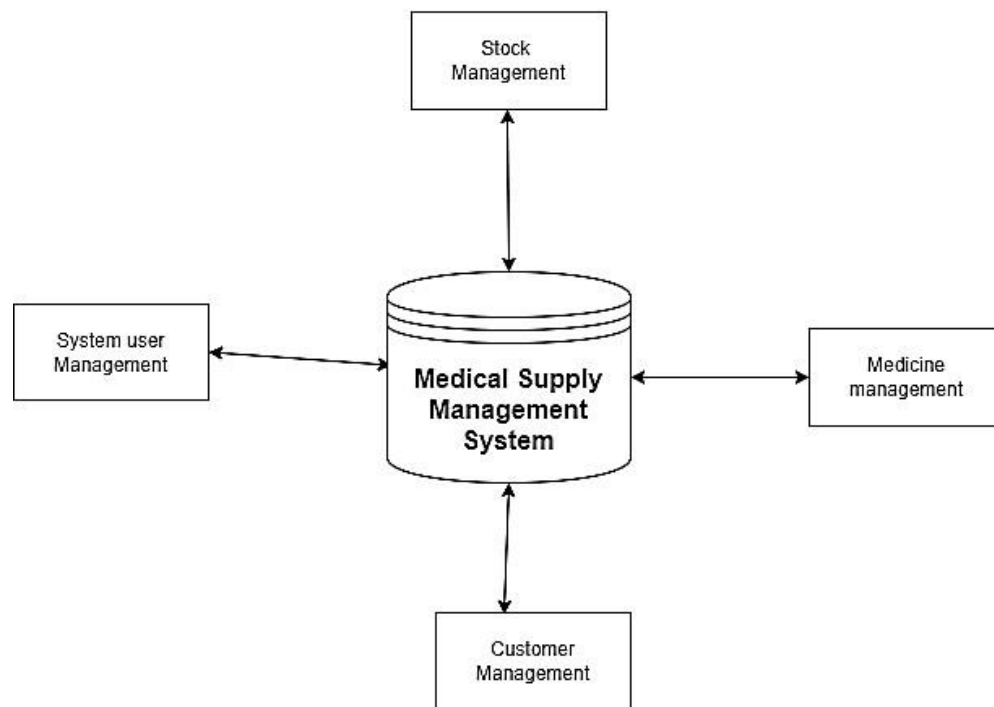 Stock
Management
System user
Management
Medical Supply
Management
System
Medicine
management
Customer
Management